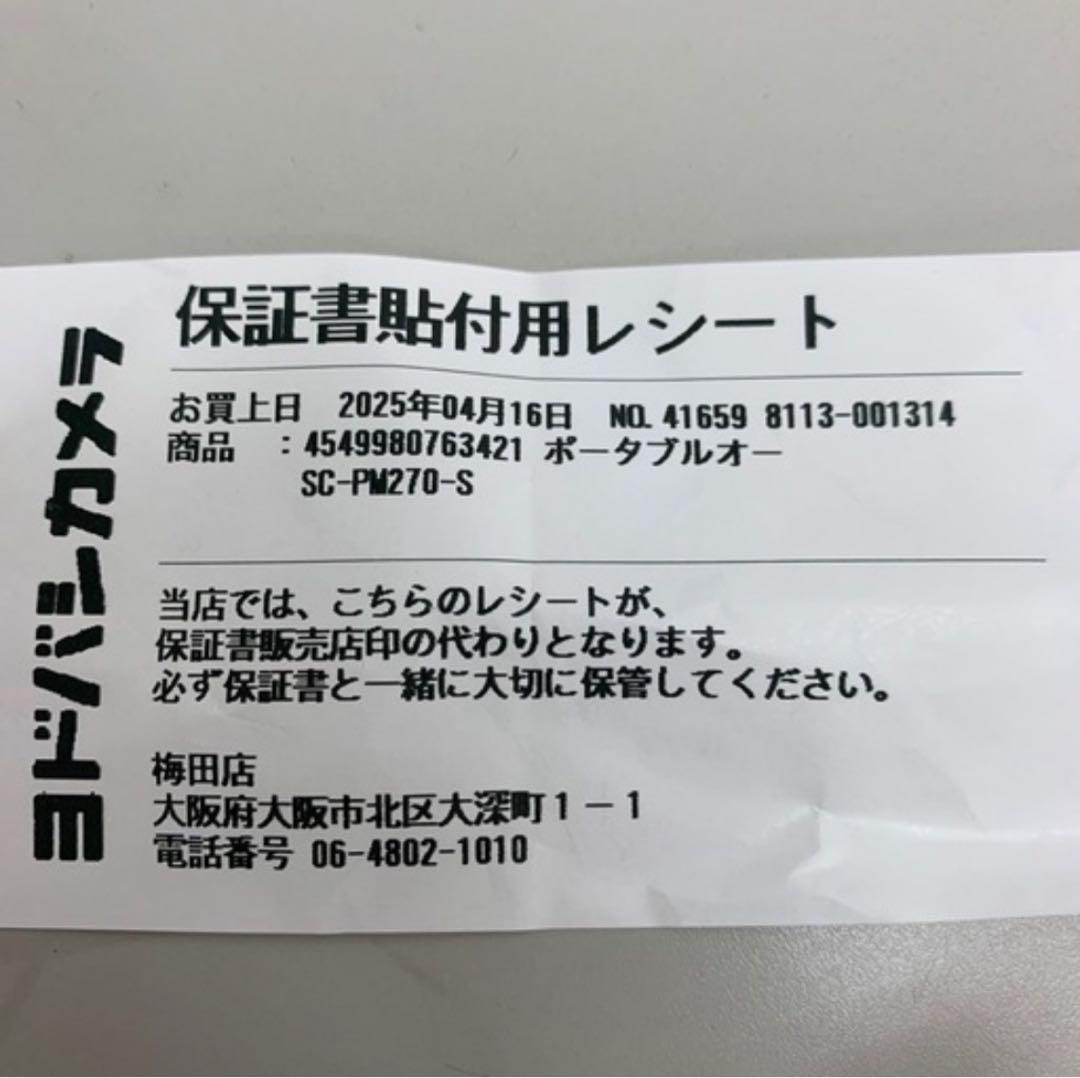 ヨドバシカメラ
保証書貼付用レシート
お買上日 2025年04月16日 NO. 41659 8113-001314
商品 : 4549980763421 ポータブルオー
SC-PM270-S
当店では、こちらのレシートが、
保証書販売店印の代わりとなります。
必ず保証書と一緒に大切に保管してください。
梅田店
大阪府大阪市北区大深町1-1
電話番号 06-4802-1010